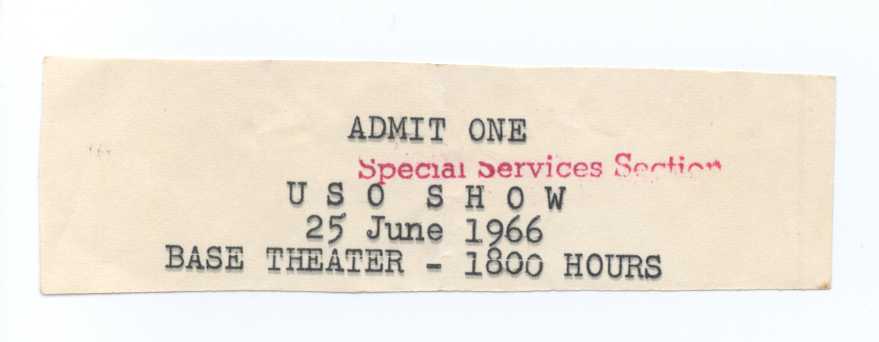 ADMIT ONE
Special Services Section
U S O S H O W
25 June 1966
BASE THEATER - 1800 HOURS